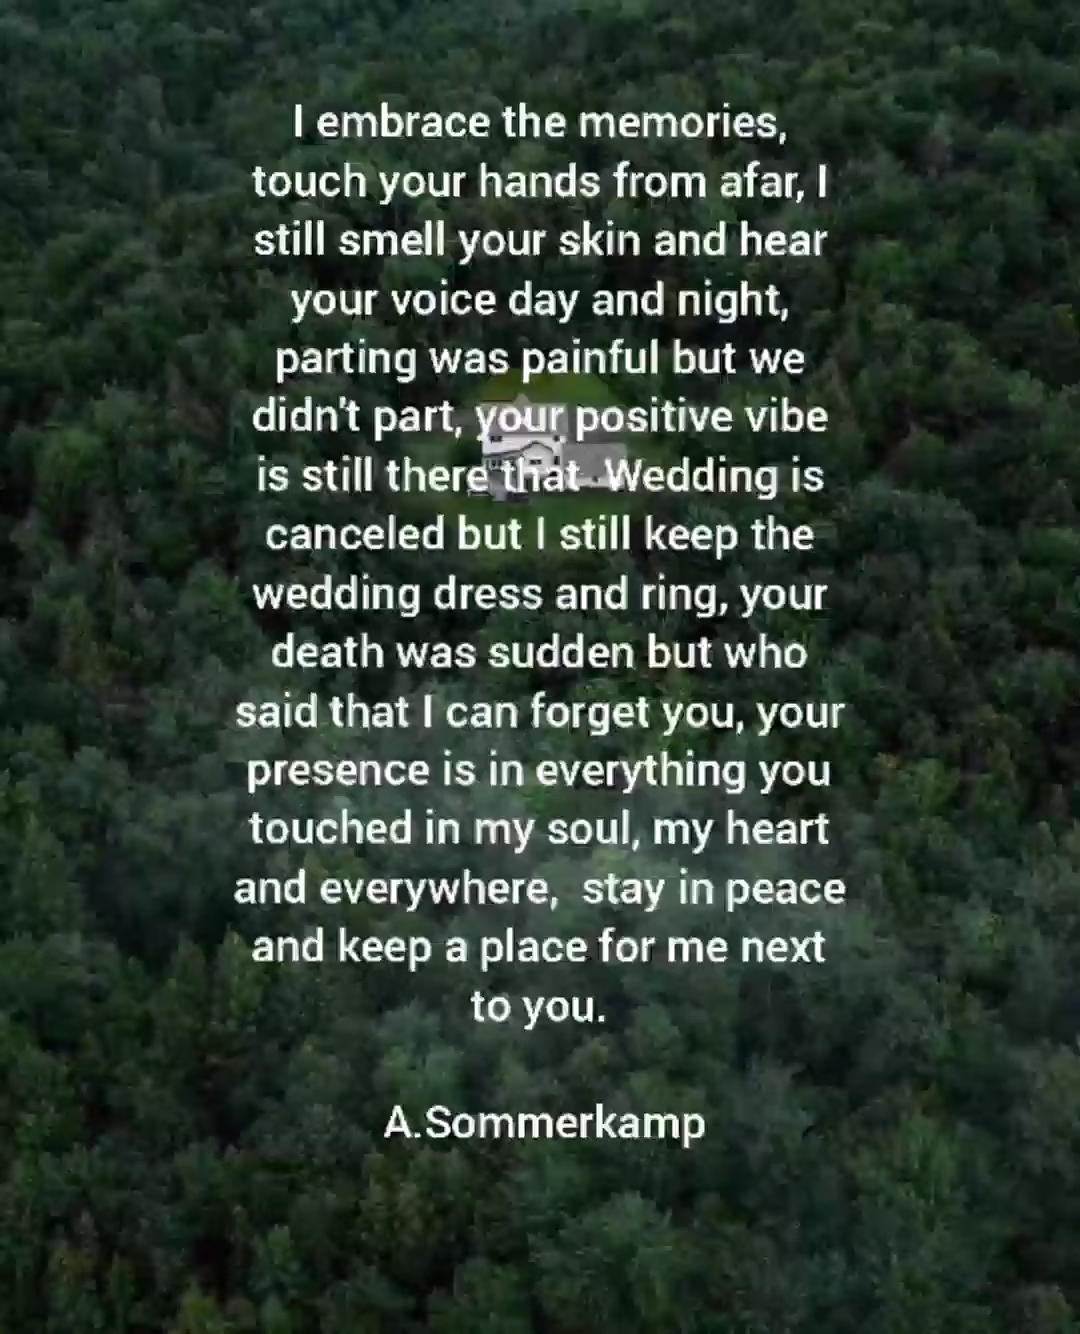 I embrace the memories,
touch your hands from afar, I
still smell your skin and hear
your voice day and night,
parting was painful but we
didn't part, your positive vibe
is still there that  Wedding is
canceled but I still keep the
wedding dress and ring, your
death was sudden but who
said that I can forget you, your
presence is in everything you
touched in my soul, my heart
and everywhere,  stay in peace
and keep a place for me next
to you.
A.Sommerkamp